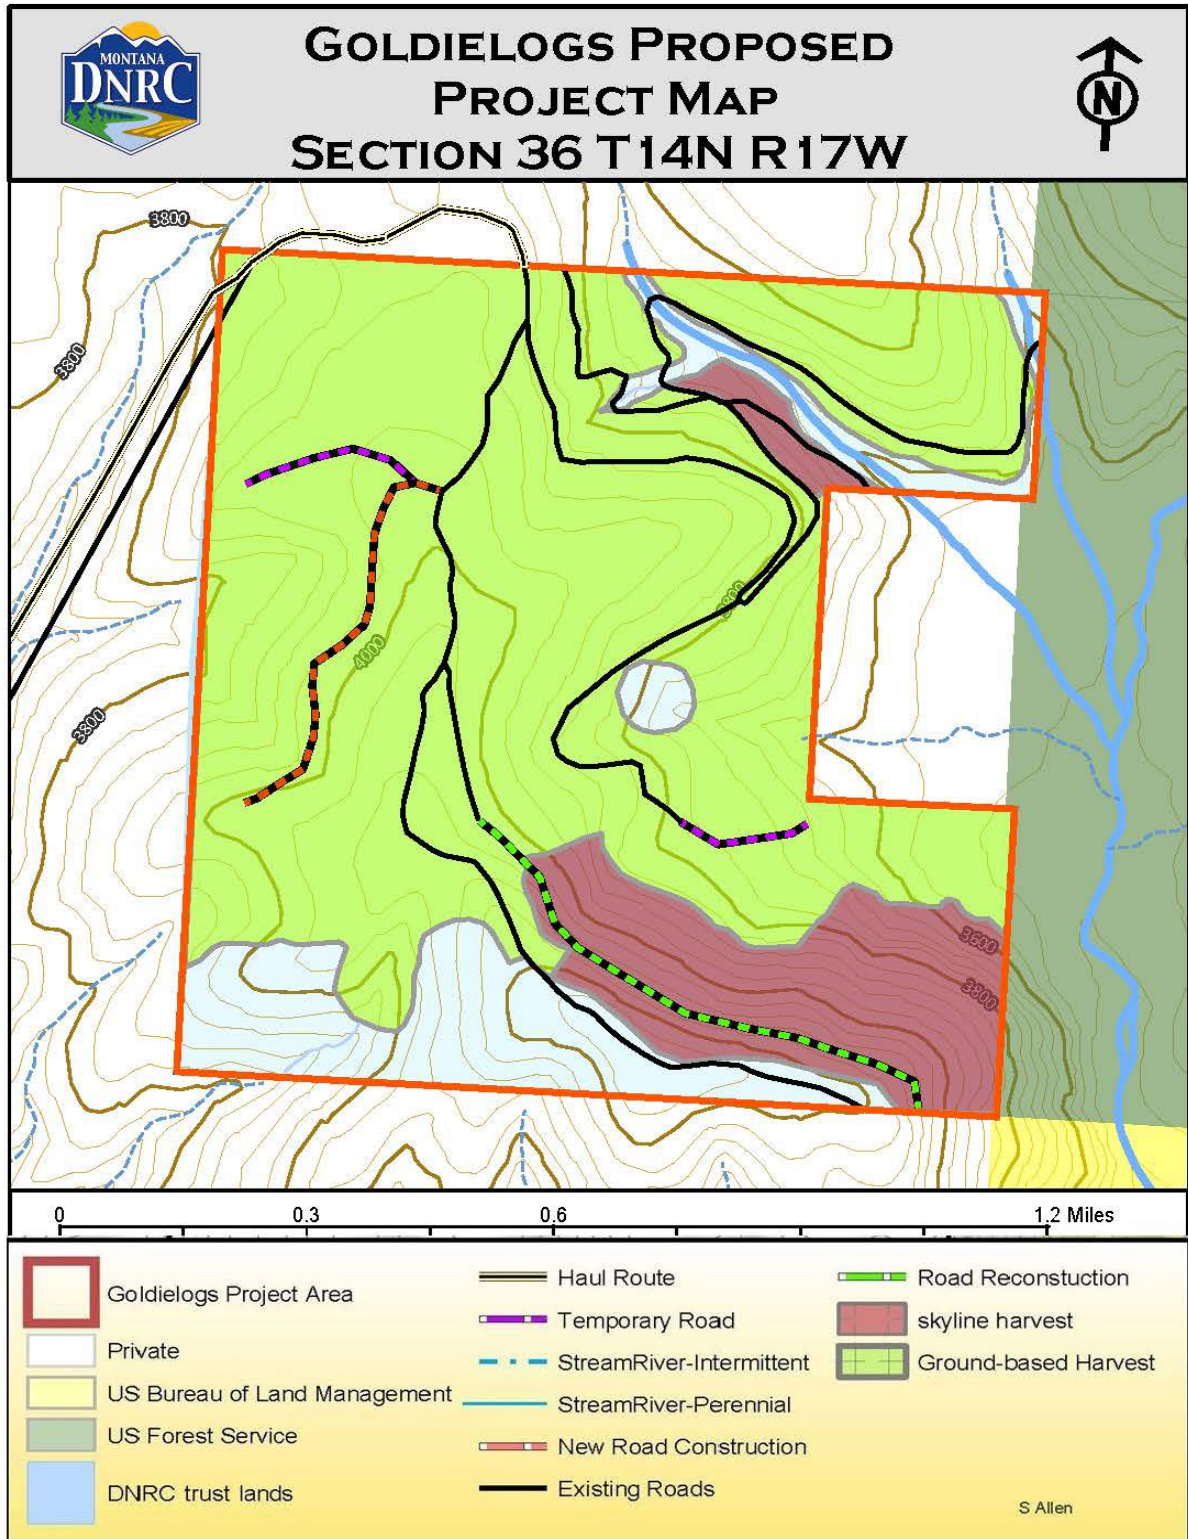 MONTANA
DNRC
GOLDIELOGS PROPOSED
PROJECT MAP
SECTION 36 T14N R17W
N
3800
3800
3800
4000
3800
3600
3800
0 0.3 0.6 1.2 Miles
Goldielogs Project Area
Private
US Bureau of Land Management
US Forest Service
DNRC trust lands
Haul Route
Temporary Road
StreamRiver-Intermittent
StreamRiver-Perennial
New Road Construction
Existing Roads
Road Reconstuction
skyline harvest
Ground-based Harvest
S Allen